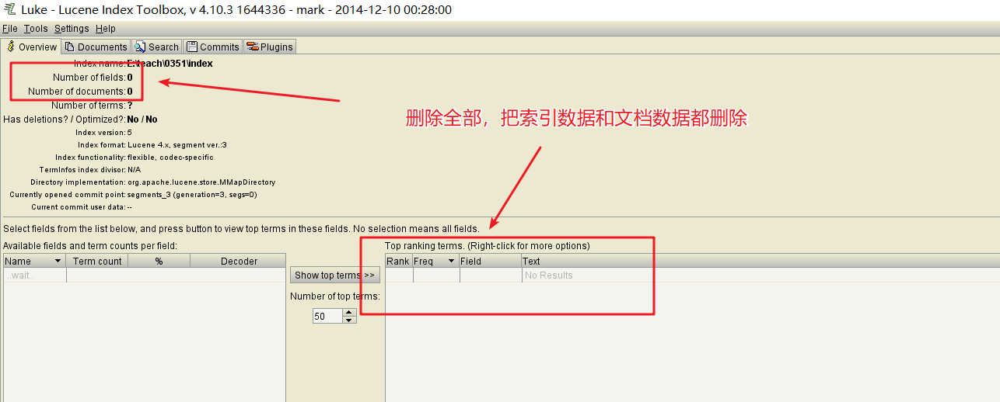 Luke - Lucene Index Toolbox, v 4.10.3 1644336 - mark - 2014-12-10 00:28:00
File Tools Settings Help
Overview Documents Search Commits Plugins
Index name: E:\teach\0351\index
Number of fields: 0
Number of documents: 0
Number of terms: ?
Has deletions? / Optimized?: No / No
Index version: 5
Index format: Lucene 4.x, segment ver.:3
Index functionality: flexible, codec-specific
TermInfos index divisor: N/A
Directory implementation: org.apache.lucene.store.MMapDirectory
Currently opened commit point: segments_3 (generation=3, segs=0)
Current commit user data: --
删除全部，把索引数据和文档数据都删除
Select fields from the list below, and press button to view top terms in these fields. No selection means all fields.
Available fields and term counts per field:
Name Term count % Decoder
..wait..
Show top terms >>
Number of top terms:
50
Top ranking terms. (Right-click for more options)
Rank Freq Field Text
No Results